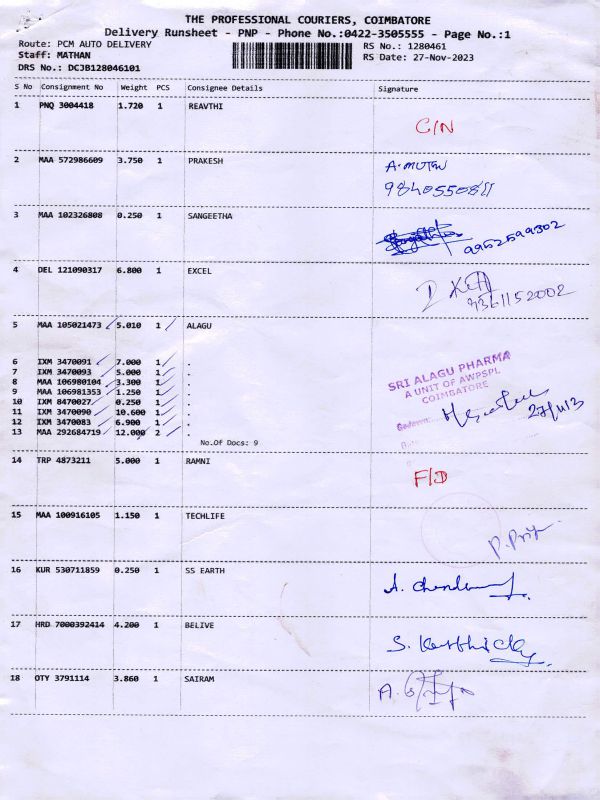 THE PROFESSIONAL COURIERS, COIMBATORE
Delivery Runsheet - PNP - Phone No.:0422-3505555 - Page No.:1
Route: PCM AUTO DELIVERY RS No.: 1280461
Staff: MATHAN RS Date: 27-Nov-2023
DRS No.: DCJB128046101
S No Consignment No Weight PCS Consignee Details Signature
1 PNQ 3004418 1.720 1 REAVTHI
C/N
2 MAA 572986609 3.750 1 PRAKESH
3 MAA 102326808 0.250 1 SANGEETHA
9952599302
4 DEL 121090317 6.800 1 EXCEL
5 MAA 105021473 5.010 1 ALAGU
6 IXM 3470091 7.000 1 .
7 IXM 3470093 5.000 1 .
8 MAA 106980104 3.300 1 .
9 MAA 106981353 1.250 1 .
10 IXM 8470027 0.250 1 .
11 IXM 3470090 10.600 1 .
12 IXM 3470083 6.900 1 .
13 MAA 292684719 12.000 2 .
No.Of Docs: 9
SRI ALAGU PHARMA
A UNIT OF AWPSPL
COIMBATORE
14 TRP 4873211 5.000 1 RAMNI
F/D
15 MAA 100916105 1.150 1 TECHLIFE
16 KUR 530711859 0.250 1 SS EARTH
17 HRD 7000392414 4.200 1 BELIVE
18 OTY 3791114 3.860 1 SAIRAM